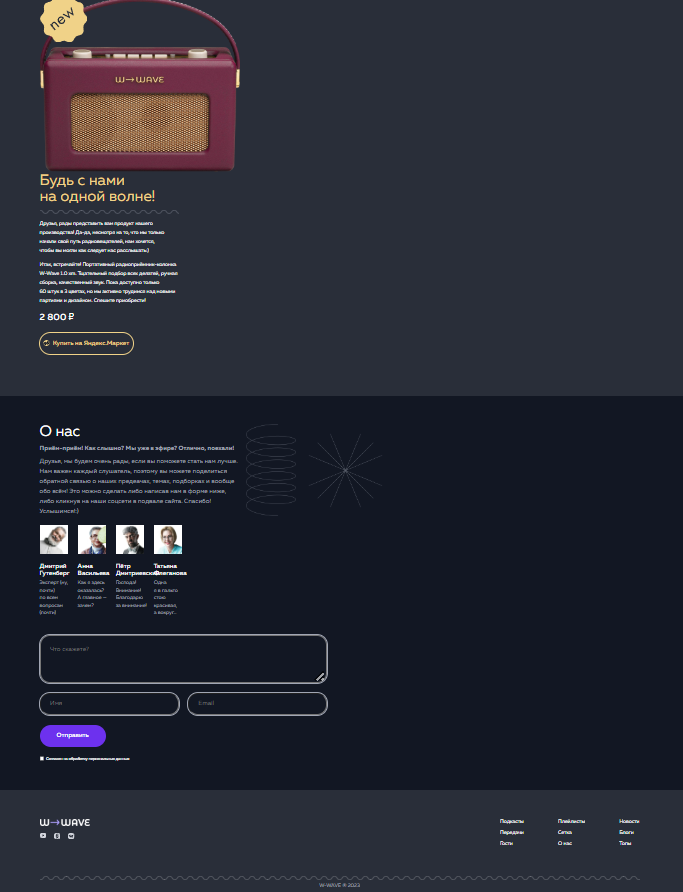 new
W→WAVE
Будь с нами
на одной волне!
Друзья, рады представить вам продукт нашего
производства! Да-да, несмотря на то, что мы только
начали свой путь радиовещателей, нам хочется,
чтобы вы могли как следует нас расслышать:)
Итак, встречайте! Портативный радиоприёмник-колонка
W-Wave 1.0 sm. Тщательный подбор всех деталей, ручная
сборка, качественный звук. Пока доступно только
60 штук в 3 цветах, но мы активно трудимся над новыми
партиями и дизайном. Спешите приобрести!
2 800 ₽
Купить на Яндекс.Маркет
О нас
Приём-приём! Как слышно? Мы уже в эфире? Отлично, поехали!
Друзья, мы будем очень рады, если вы поможете стать нам лучше.
Нам важен каждый слушатель, поэтому вы можете поделиться
обратной связью о наших передачах, темах, подборках и вообще
обо всём! Это можно сделать либо написав нам в форме ниже,
либо кликнув на наши соцсети в подвале сайта. Спасибо!
Услышимся!:)
Дмитрий
Гутенберг
Эксперт (ну,
почти)
по всем
вопросам
(почти)
Анна
Васильева
Как я здесь
оказалась?
А главное —
зачем?
Пётр
Дмитриевский
Господа!
Внимание!
Благодарю
за внимание!
Татьяна
Одна
я в пальто
стою
красивая,
а вокруг...
Что скажете?
Имя
Email
Отправить
Согласен на обработку персональных данных
W→WAVE
Подкасты
Плейлисты
Новости
Передачи
Сетка
Блоги
Гости
О нас
Топы
W-WAVE © 2023